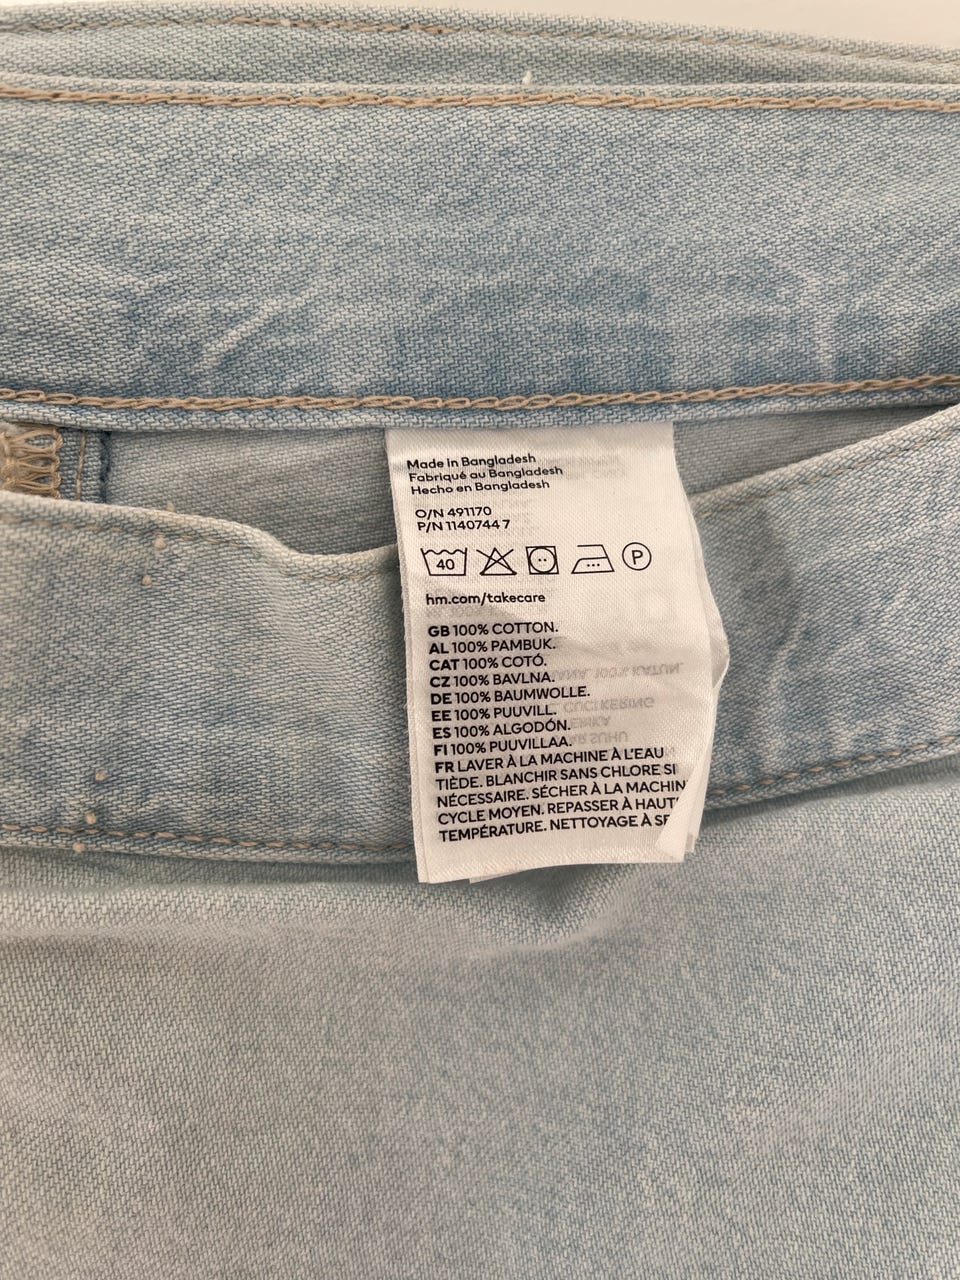 Made in Bangladesh
Fabriqué au Bangladesh
Hecho en Bangladesh
O/N 491170
P/N 1140744 7
40 P
hm.com/takecare
GB 100% COTTON.
AL 100% PAMBUK.
CAT 100% COTÓ.
CZ 100% BAVLNA.
DE 100% BAUMWOLLE.
EE 100% PUUVILL.
ES 100% ALGODÓN.
FI 100% PUUVILLAA.
FR LAVER À LA MACHINE À L'EAU
TIÈDE. BLANCHIR SANS CHLORE SI
NÉCESSAIRE. SÉCHER À LA MACHIN
CYCLE MOYEN. REPASSER À HAUT
TEMPÉRATURE. NETTOYAGE À